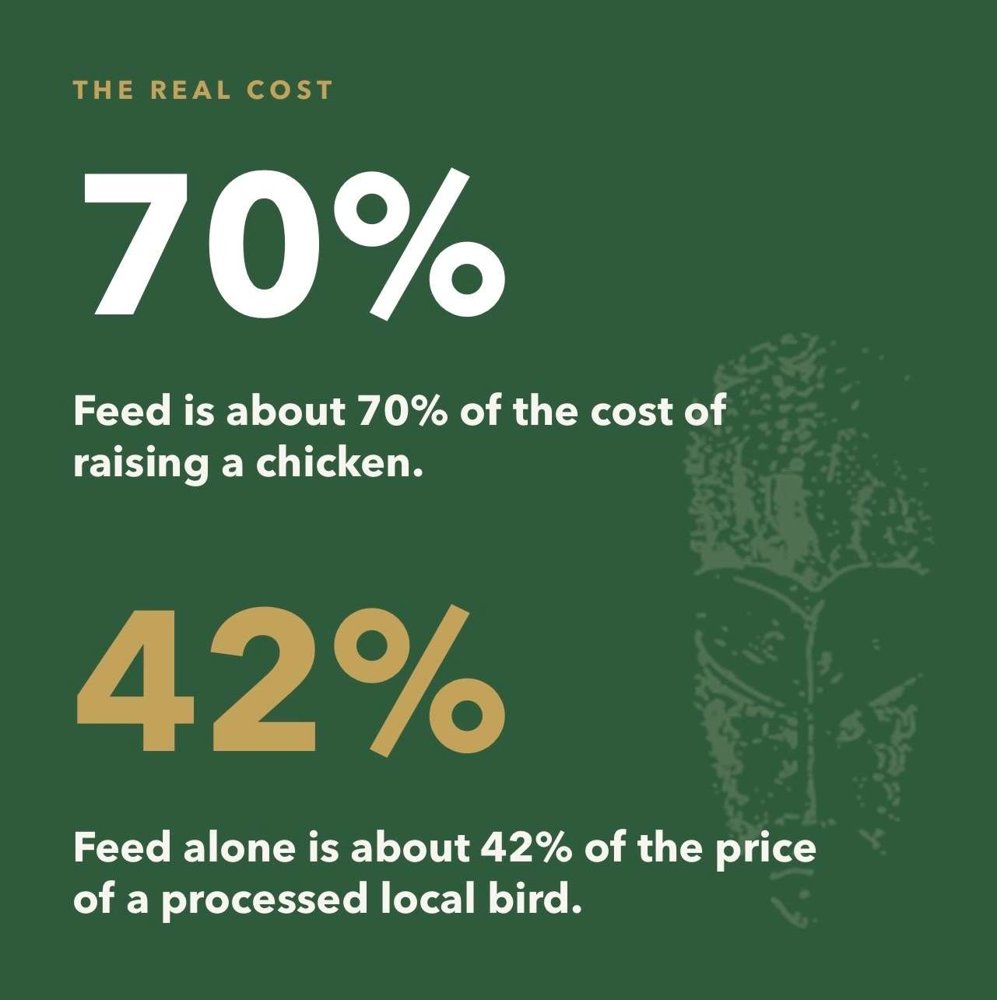 THE REAL COST
70%
Feed is about 70% of the cost of
raising a chicken.
42%
Feed alone is about 42% of the price
of a processed local bird.